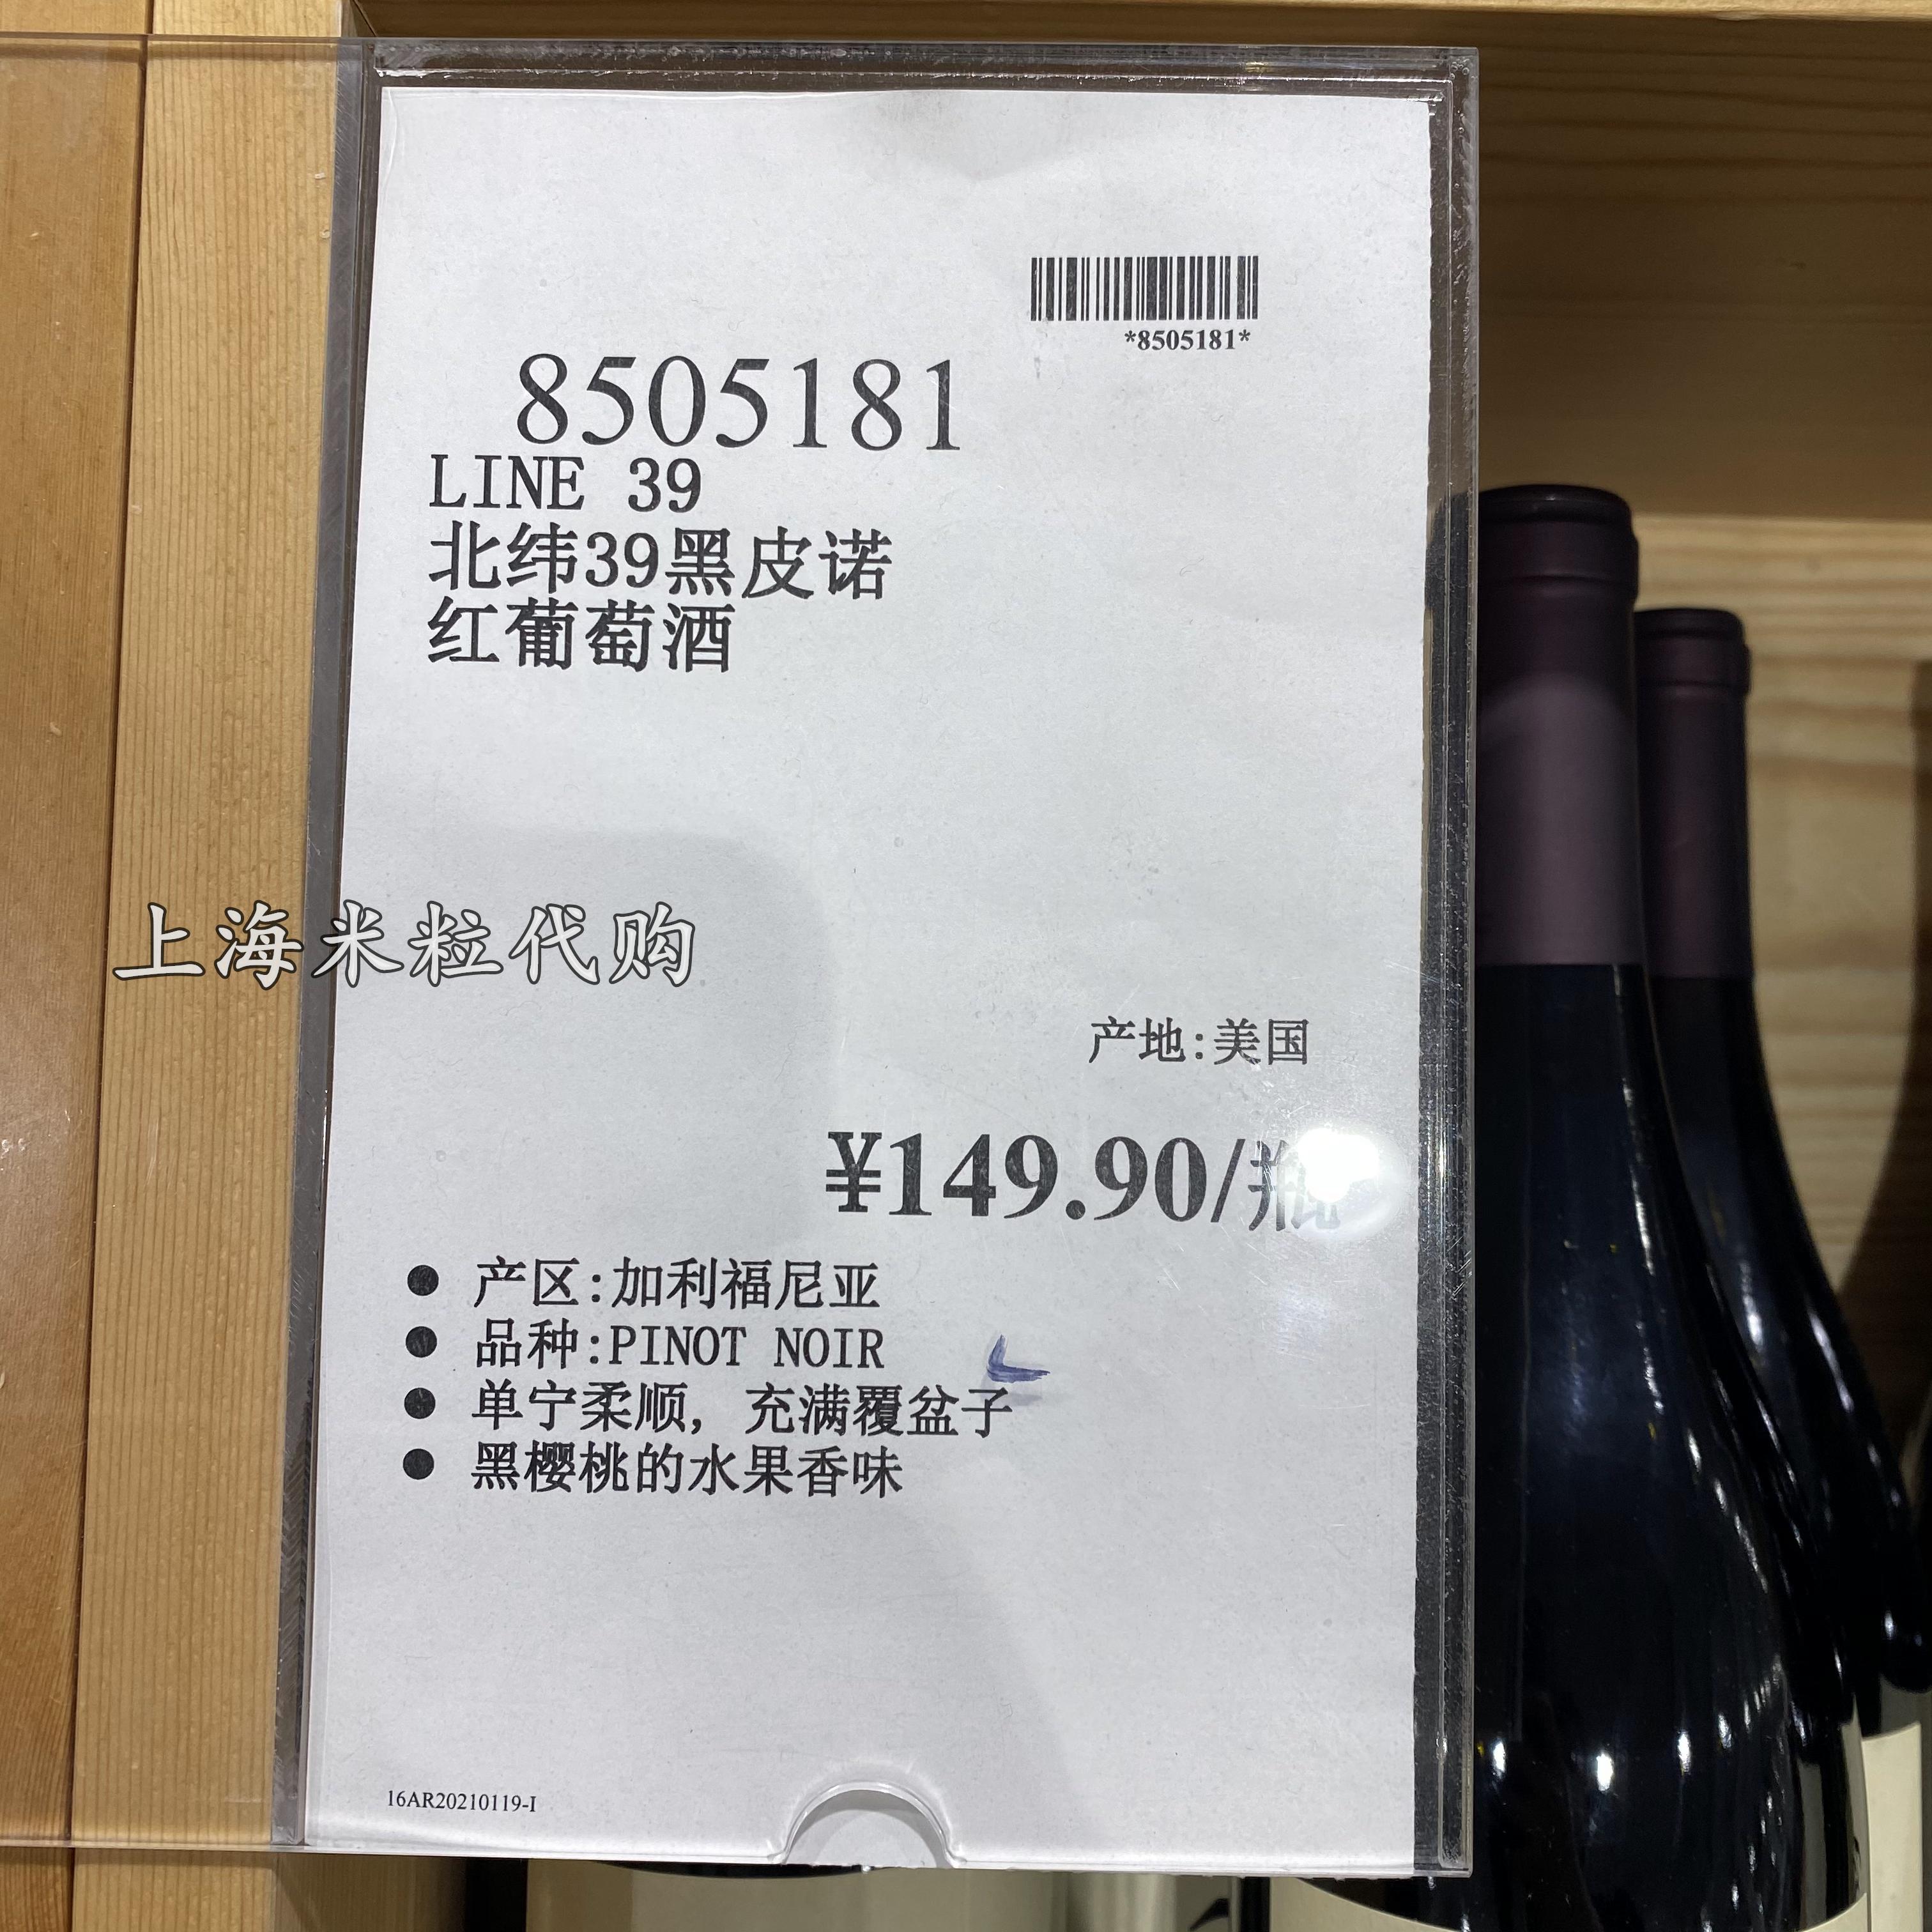 *8505181*
8505181
LINE 39
北纬39黑皮诺
红葡萄酒
上海米粒代购
产地:美国
¥149.90/瓶
● 产区:加利福尼亚
● 品种:PINOT NOIR
● 单宁柔顺, 充满覆盆子
● 黑樱桃的水果香味
16AR20210119-I